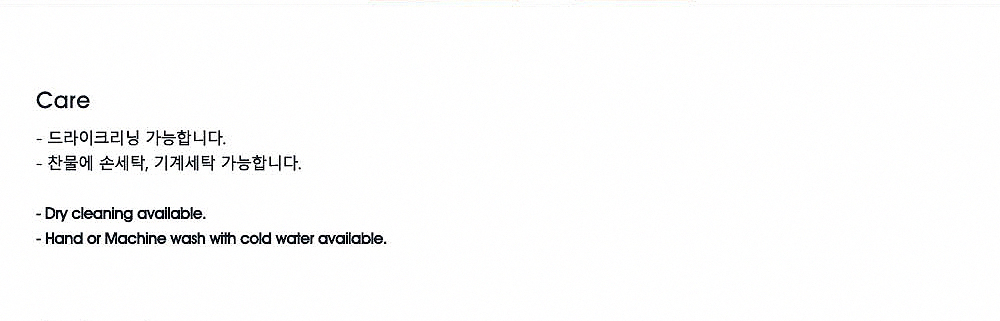 Care
- 드라이크리닝 가능합니다.
- 찬물에 손세탁, 기계세탁 가능합니다.
- Dry cleaning available.
- Hand or Machine wash with cold water available.